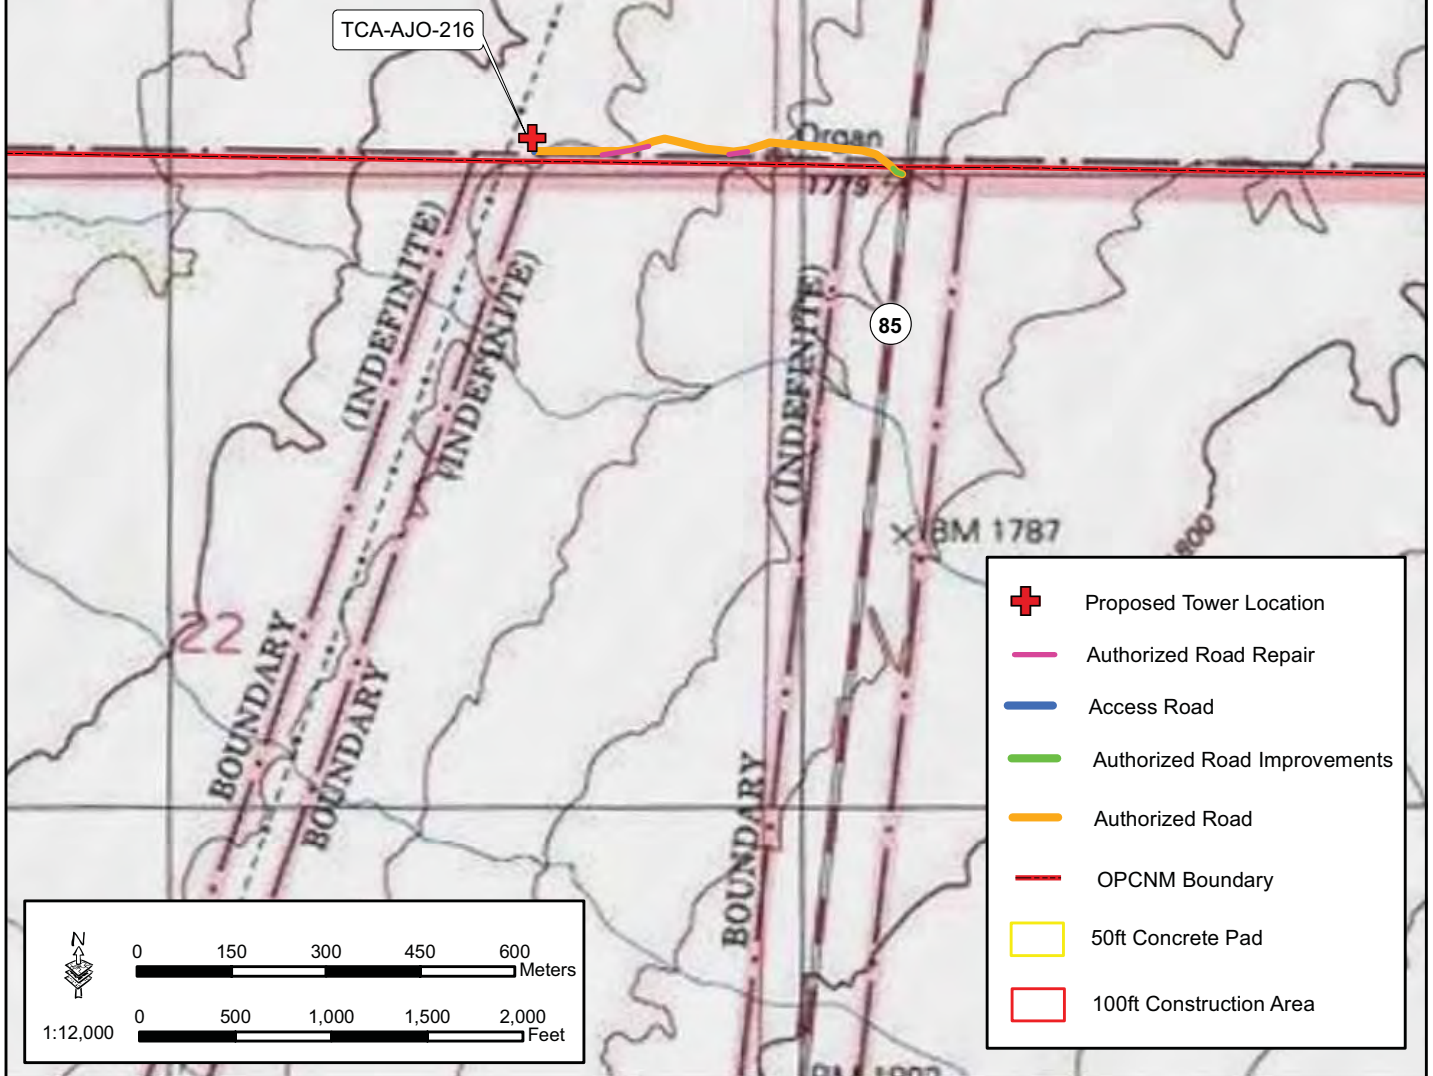 TCA-AJO-216
Organ
1779
(INDEFINITE)
(INDEFINITE)
(INDEFINITE)
85
BM 1787
800
22
BOUNDARY
BOUNDARY
BOUNDARY
Proposed Tower Location
Authorized Road Repair
Access Road
Authorized Road Improvements
Authorized Road
OPCNM Boundary
50ft Concrete Pad
100ft Construction Area
N
0 150 300 450 600
Meters
0 500 1,000 1,500 2,000
Feet
1:12,000